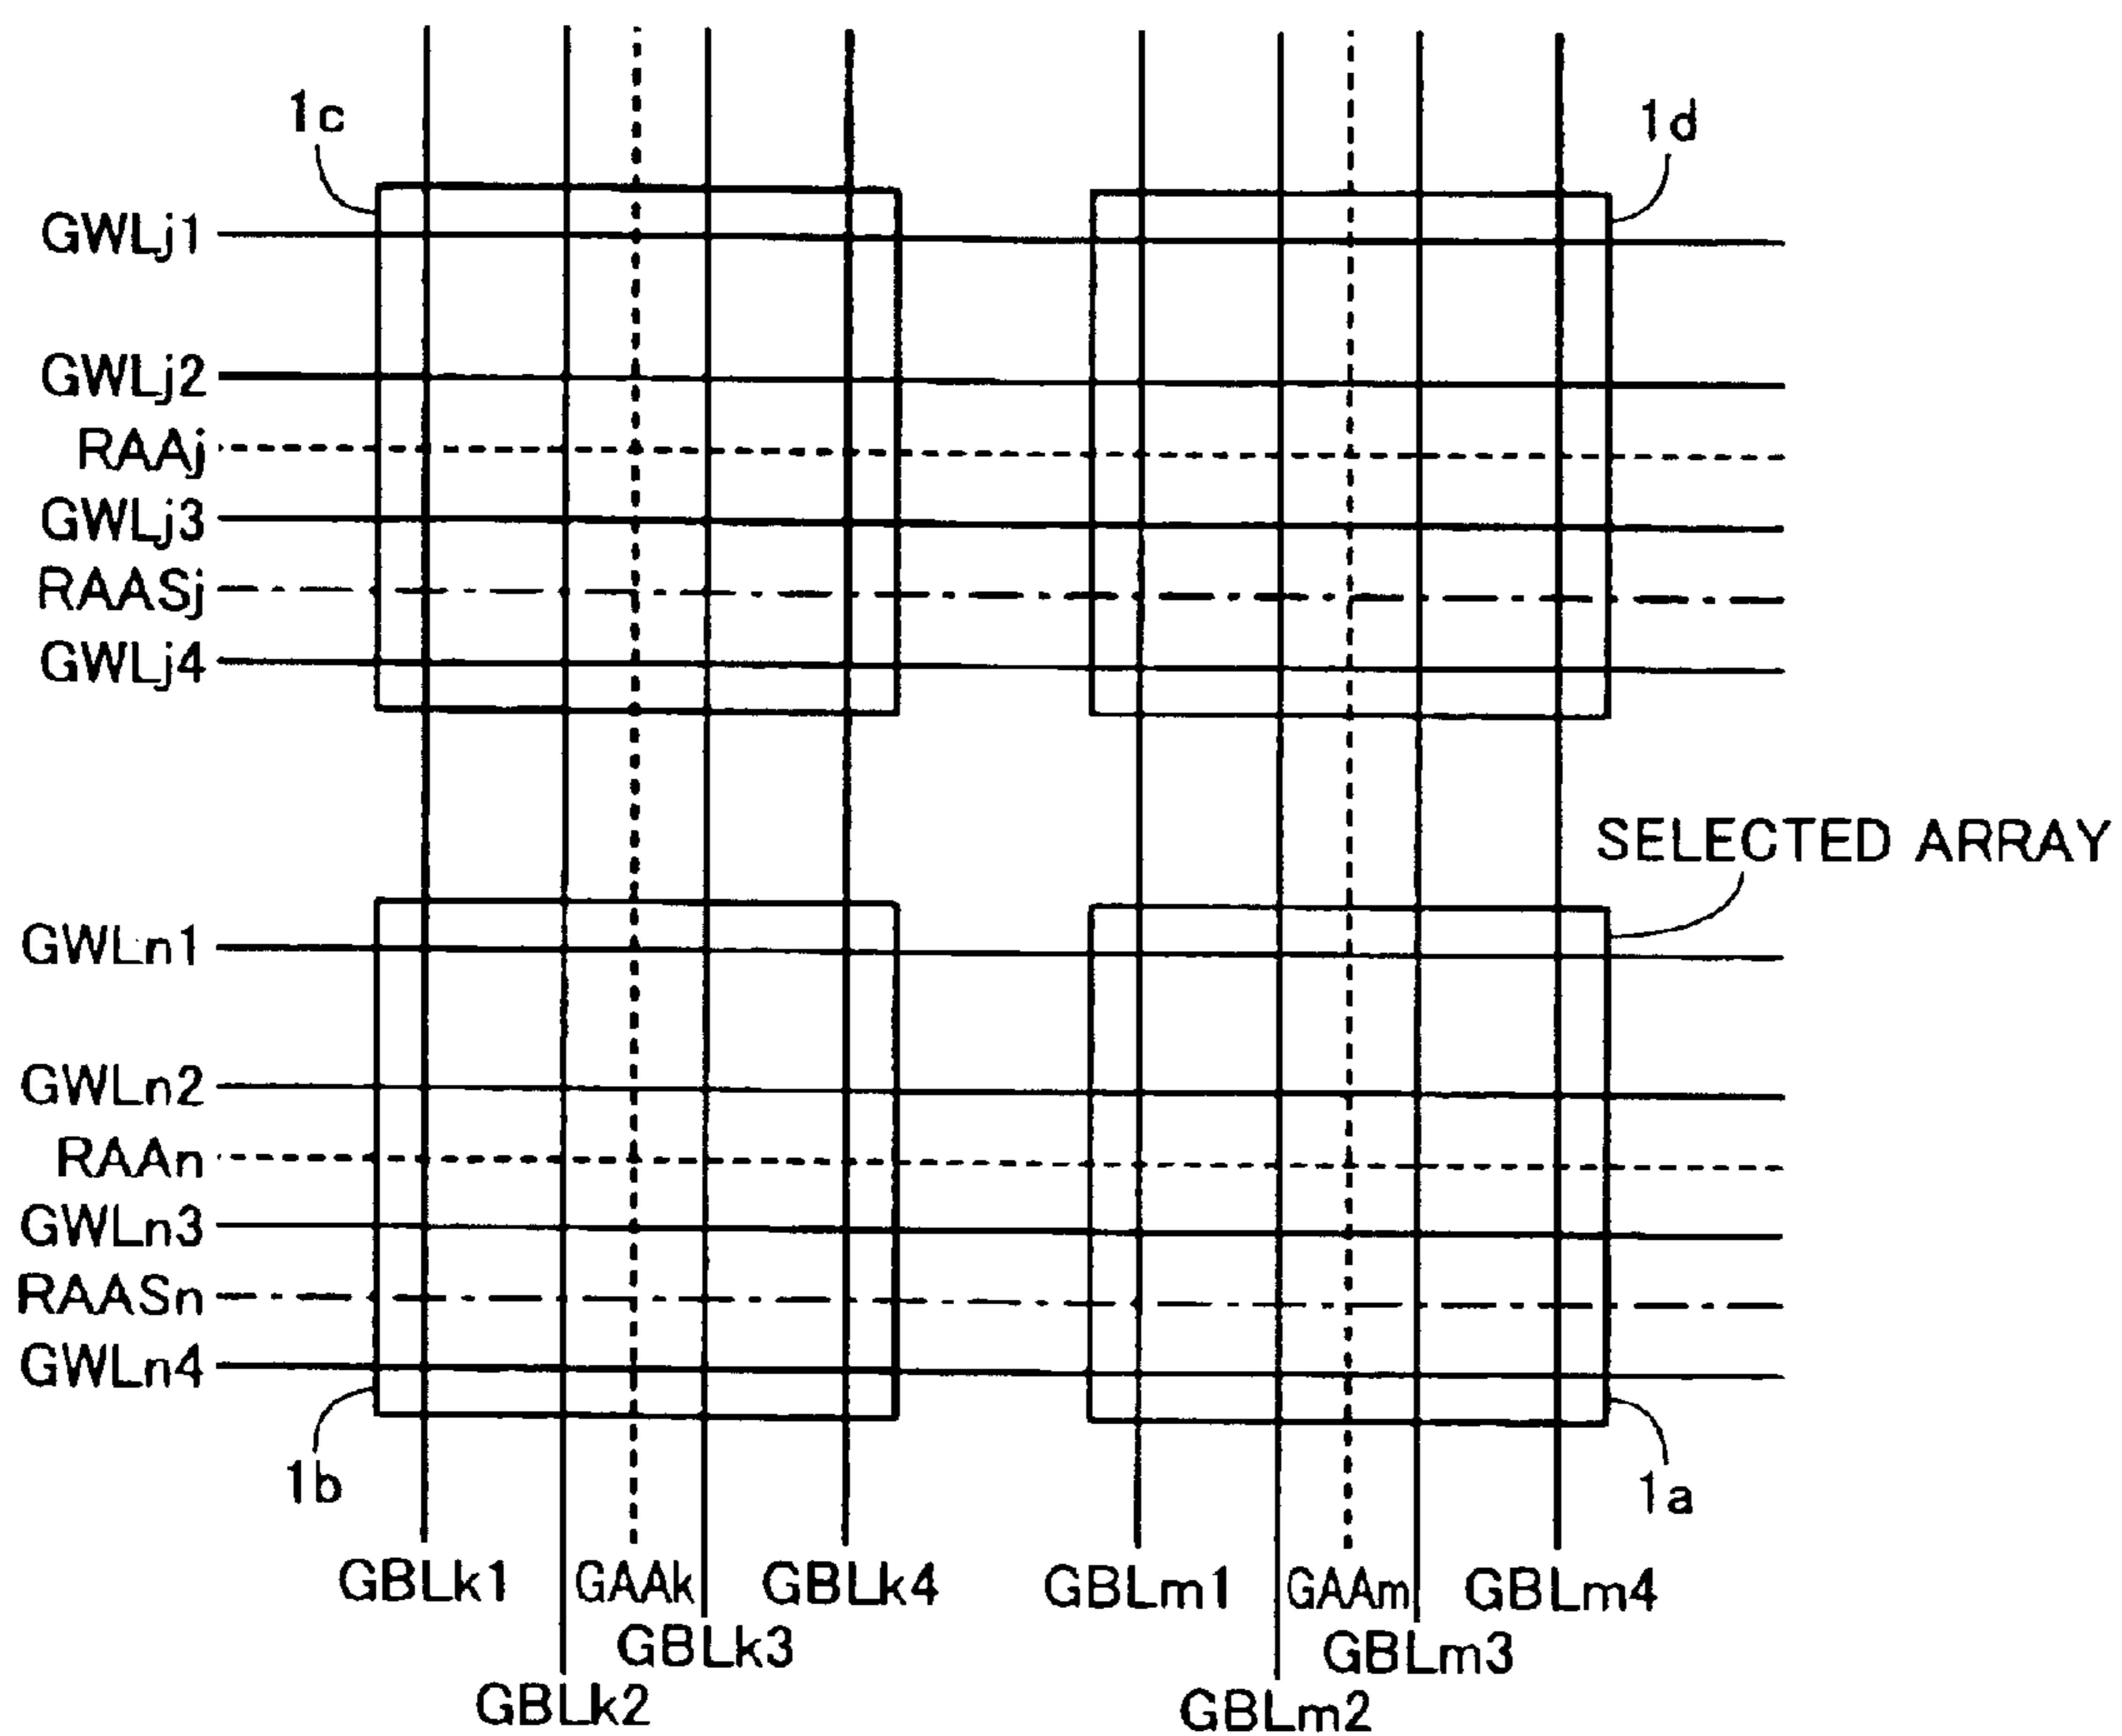 1c
1d
GWLj1
GWLj2
RAAj
GWLj3
RAASj
GWLj4
SELECTED ARRAY
GWLn1
GWLn2
RAAn
GWLn3
RAASn
GWLn4
1b
1a
GBLk1 GAAk GBLk4 GBLm1 GAAm GBLm4
GBLk3 GBLm3
GBLk2 GBLm2